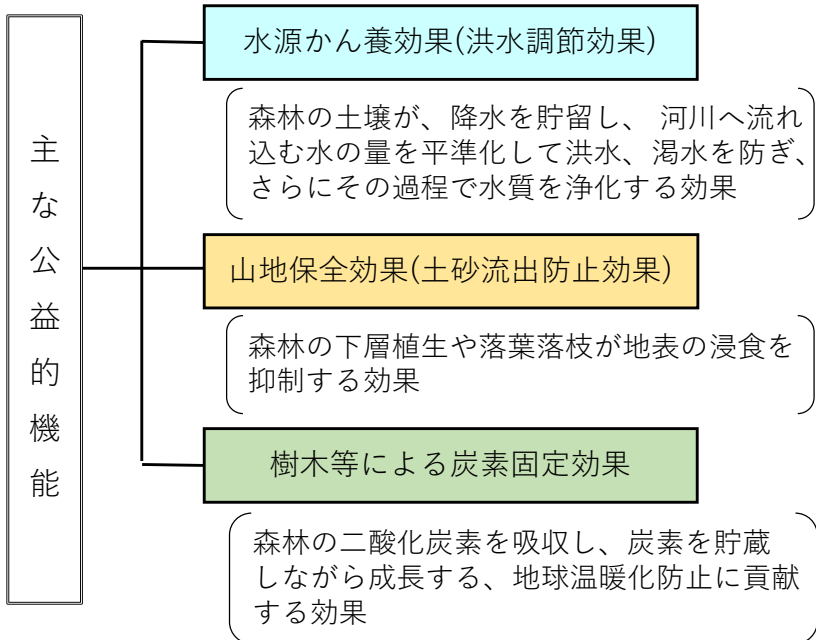 主な公益的機能
水源かん養効果(洪水調節効果)
森林の土壌が、降水を貯留し、 河川へ流れ
込む水の量を平準化して洪水、渇水を防ぎ、
さらにその過程で水質を浄化する効果
山地保全効果(土砂流出防止効果)
森林の下層植生や落葉落枝が地表の浸食を
抑制する効果
樹木等による炭素固定効果
森林の二酸化炭素を吸収し、炭素を貯蔵
しながら成長する、地球温暖化防止に貢献
する効果